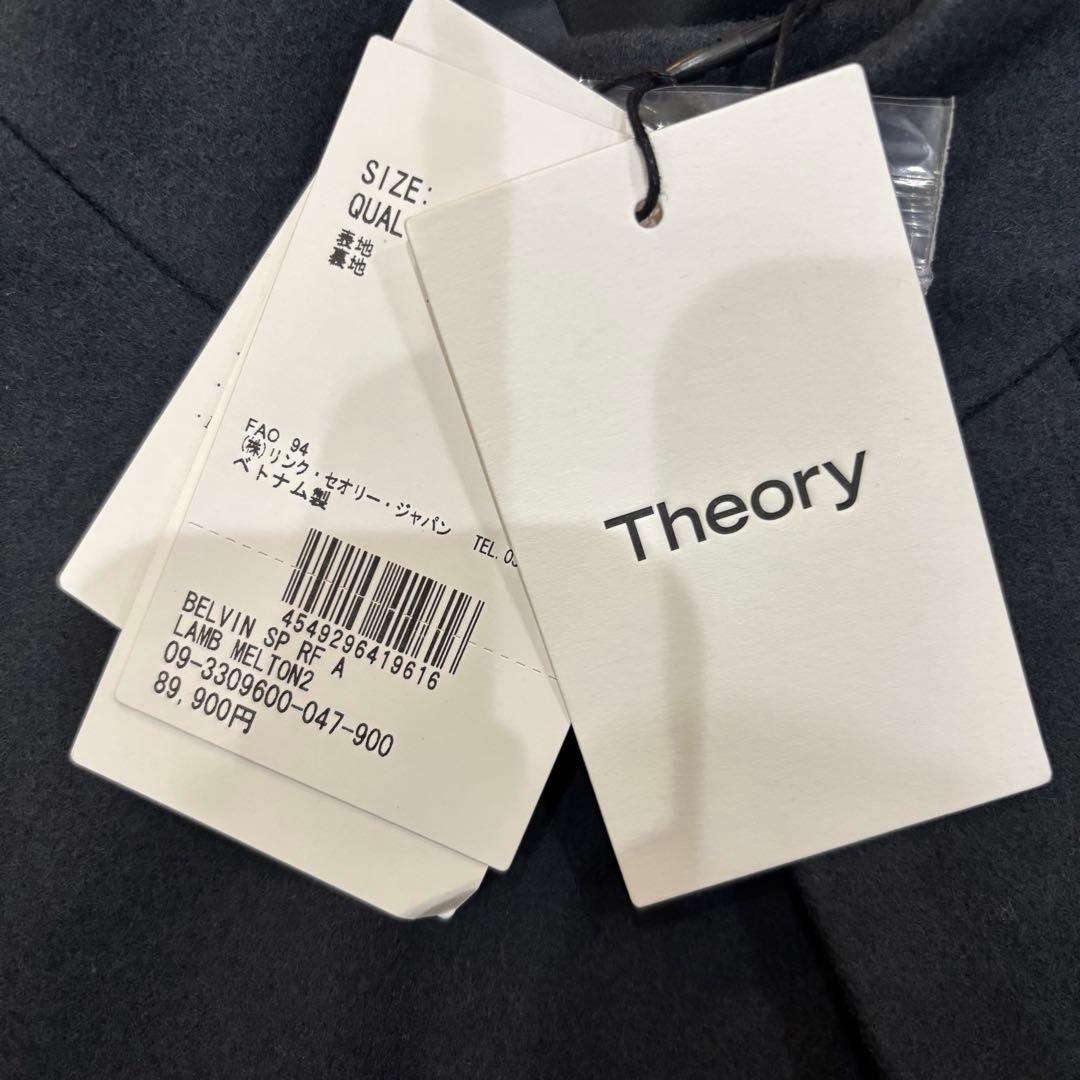 SIZE:
QUAL
表地
裏地
FAO 94
(株)リンク・セオリー・ジャパン TEL.
ベトナム製
4549296419616
BELVIN SP RF A
LAMB MELTON2
09-3309600-047-900
89,900円
Theory